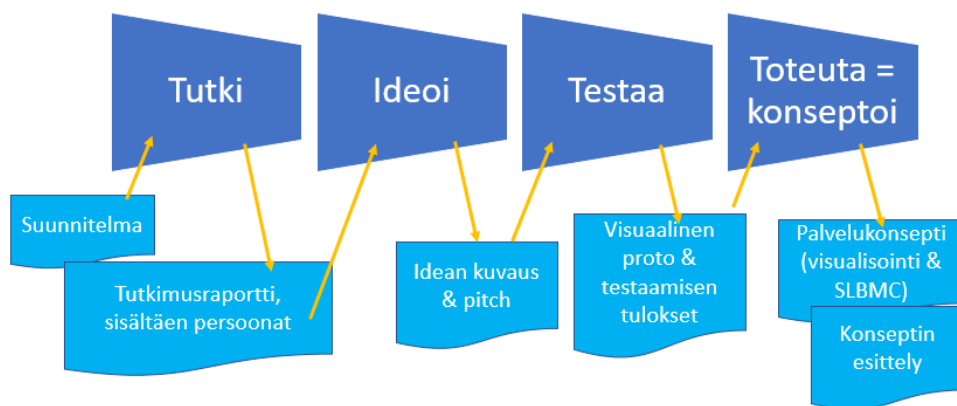 Tutki
Ideoi
Testaa
Toteuta =
konseptoi
Suunnitelma
Tutkimusraportti,
sisältäen persoonat
Idean kuvaus
& pitch
Visuaalinen
proto &
testaamisen
tulokset
Palvelukonsepti
(visualisointi &
SLBMC)
Konseptin
esittely